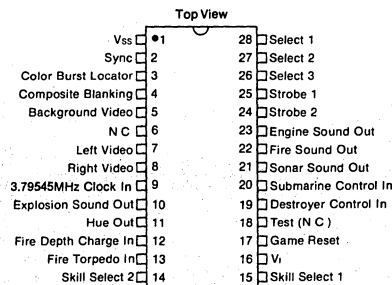 Top View
Vss 1 28 Select 1
Sync 2 27 Select 2
Color Burst Locator 3 26 Select 3
Composite Blanking 4 25 Strobe 1
Background Video 5 24 Strobe 2
N C 6 23 Engine Sound Out
Left Video 7 22 Fire Sound Out
Right Video 8 21 Sonar Sound Out
3.79545MHz Clock In 9 20 Submarine Control In
Explosion Sound Out 10 19 Destroyer Control In
Hue Out 11 18 Test (N C)
Fire Depth Charge In 12 17 Game Reset
Fire Torpedo In 13 16 VI
Skill Select 2 14 15 Skill Select 1